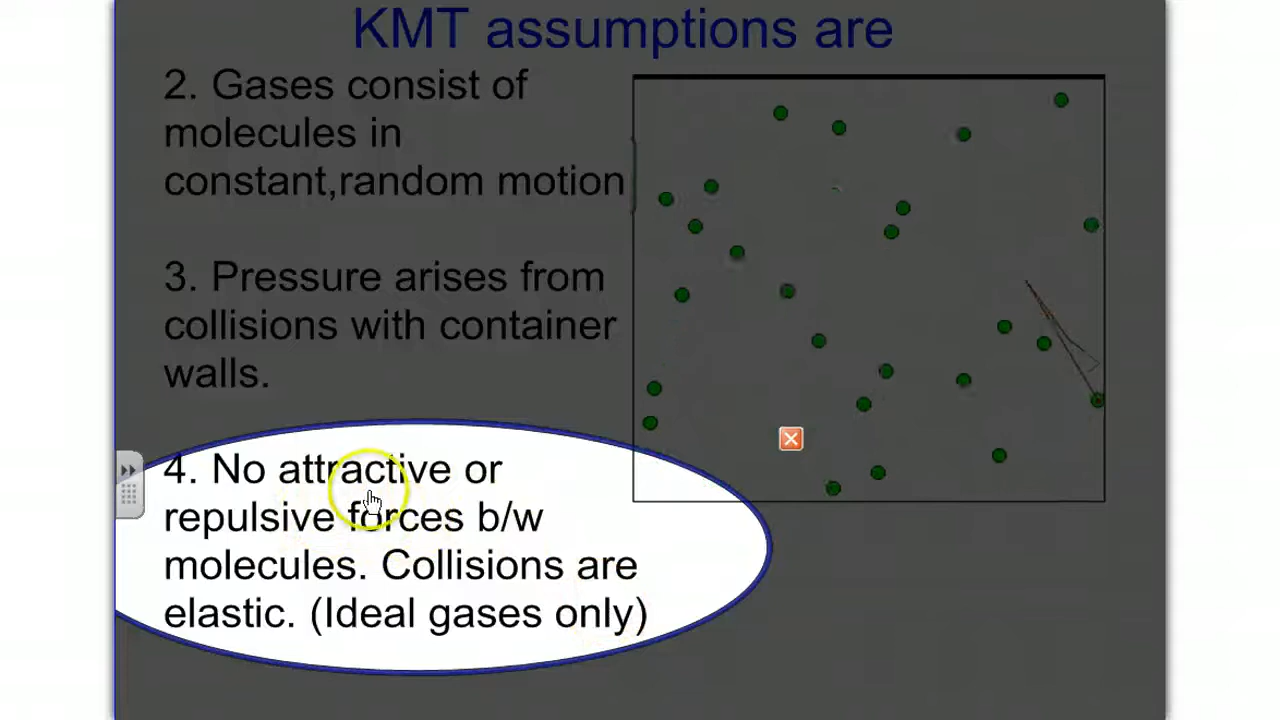 KMT assumptions are
2. Gases consist of
molecules in
constant,random motion
3. Pressure arises from
collisions with container
walls.
4. No attractive or
repulsive forces b/w
molecules. Collisions are
elastic. (Ideal gases only)